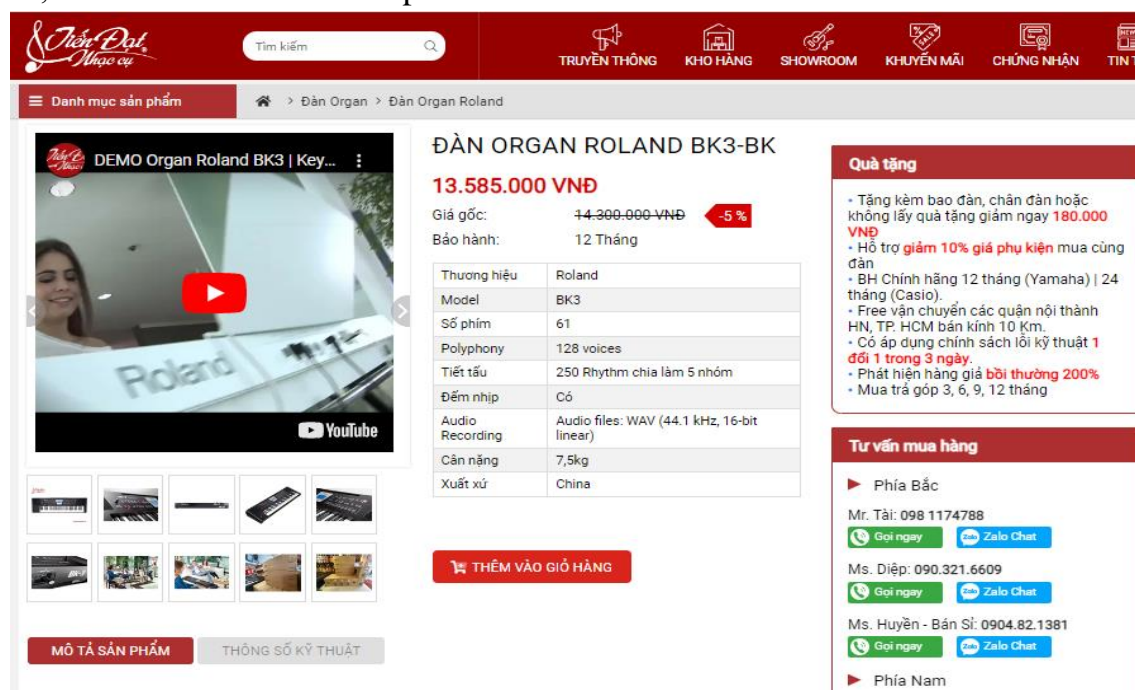 Tiến Đạt
Nhạc cụ
Tìm kiếm
TRUYỀN THÔNG
KHO HÀNG
SHOWROOM
KHUYẾN MÃI
CHỨNG NHẬN
Danh mục sản phẩm
> Đàn Organ > Đàn Organ Roland
DEMO Organ Roland BK3 | Key...
Roland
YouTube
MÔ TẢ SẢN PHẨM
THÔNG SỐ KỸ THUẬT
ĐÀN ORGAN ROLAND BK3-BK
13.585.000 VNĐ
Giá gốc: 14.300.000 VNĐ -5 %
Bảo hành: 12 Tháng
Thương hiệu Roland
Model BK3
Số phím 61
Polyphony 128 voices
Tiết tấu 250 Rhythm chia làm 5 nhóm
Đếm nhịp Có
Audio Recording Audio files: WAV (44.1 kHz, 16-bit
linear)
Cân nặng 7,5kg
Xuất xứ China
THÊM VÀO GIỎ HÀNG
Quà tặng
• Tặng kèm bao đàn, chân đàn hoặc
không lấy quà tặng giảm ngay 180.000
VNĐ
• Hỗ trợ giảm 10% giá phụ kiện mua cùng
đàn
• BH Chính hãng 12 tháng (Yamaha) | 24
tháng (Casio).
• Free vận chuyển các quận nội thành
HN, TP. HCM bán kính 10 Km.
• Có áp dụng chính sách lỗi kỹ thuật 1
đổi 1 trong 3 ngày.
• Phát hiện hàng giả bồi thường 200%
• Mua trả góp 3, 6, 9, 12 tháng
Tư vấn mua hàng
Phía Bắc
Mr. Tài: 098 1174788
Gọi ngay
Zalo Chat
Ms. Diệp: 090.321.6609
Gọi ngay
Zalo Chat
Ms. Huyền - Bán Sỉ: 0904.82.1381
Gọi ngay
Zalo Chat
Phía Nam